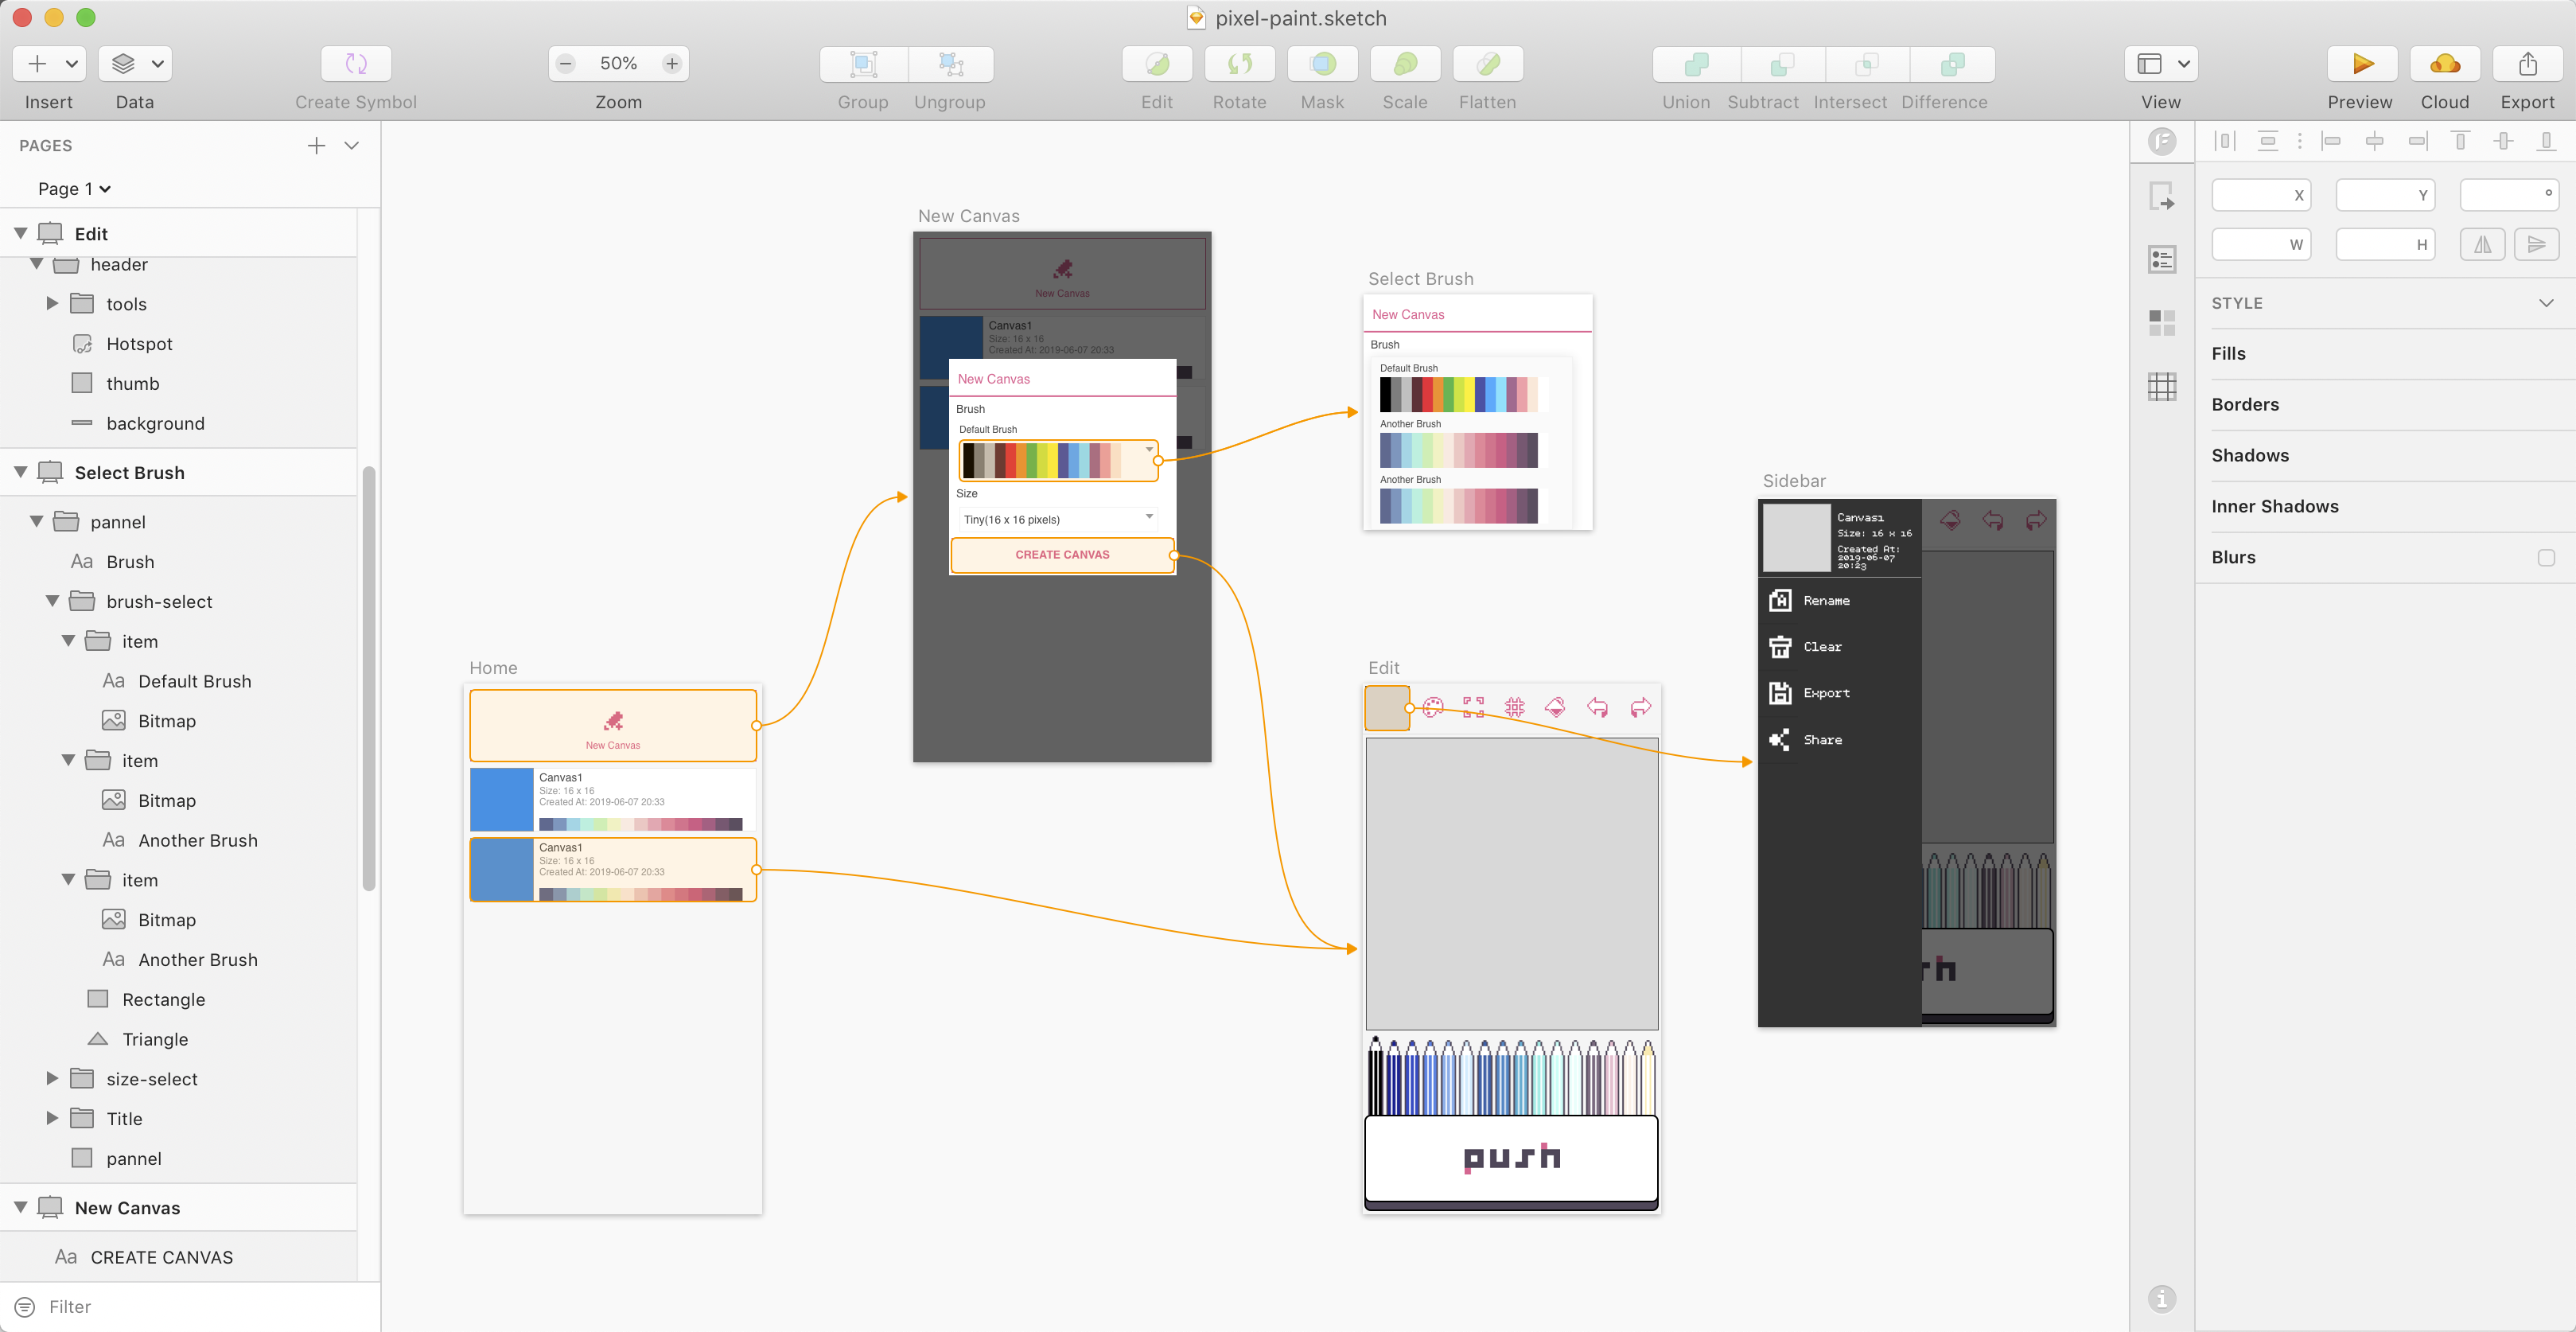 pixel-paint.sketch
50%
Insert
Data
Create Symbol
Zoom
Group
Ungroup
Edit
Rotate
Mask
Scale
Flatten
Union
Subtract
Intersect
Difference
View
Preview
Cloud
Export
PAGES
Page 1
Edit
header
tools
Hotspot
thumb
background
Select Brush
pannel
Aa Brush
brush-select
item
Aa Default Brush
Bitmap
item
Bitmap
Aa Another Brush
item
Bitmap
Aa Another Brush
Rectangle
Triangle
size-select
Title
pannel
New Canvas
Aa CREATE CANVAS
Filter
Home
New Canvas
Canvas1
Size: 16 x 16
Created At: 2019-06-07 20:33
Canvas1
Size: 16 x 16
Created At: 2019-06-07 20:33
New Canvas
New Canvas
Canvas1
Size: 16 x 16
Created At: 2019-06-07 20:33
New Canvas
Brush
Default Brush
Size
Tiny(16 x 16 pixels)
CREATE CANVAS
Select Brush
New Canvas
Brush
Default Brush
Another Brush
Another Brush
Edit
push
Sidebar
Canvas1
Size: 16 x 16
Created At:
2019-06-07
20:23
Rename
Clear
Export
Share
sh
X
Y
°
W
H
STYLE
Fills
Borders
Shadows
Inner Shadows
Blurs